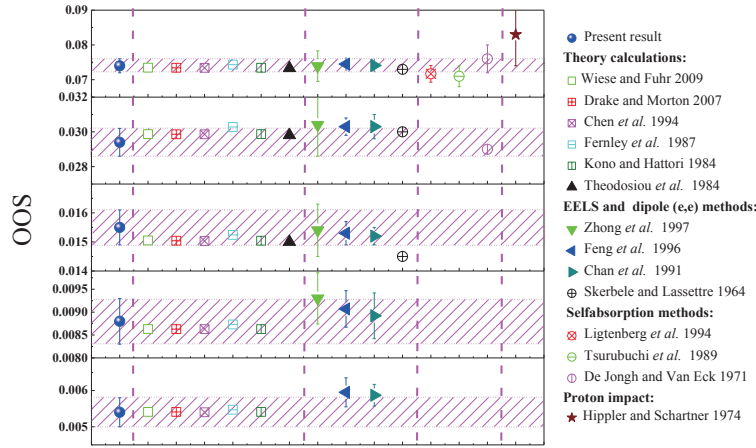 0.09
0.08
0.07
0.032
0.030
0.028
0.016
0.015
0.014
0.0095
0.0090
0.0085
0.0080
0.006
0.005
OOS
Present result
Theory calculations:
Wiese and Fuhr 2009
Drake and Morton 2007
Chen et al. 1994
Fernley et al. 1987
Kono and Hattori 1984
Theodosiou et al. 1984
EELS and dipole (e,e) methods:
Zhong et al. 1997
Feng et al. 1996
Chan et al. 1991
Skerbele and Lassettre 1964
Selfabsorption methods:
Ligtenberg et al. 1994
Tsurubuchi et al. 1989
De Jongh and Van Eck 1971
Proton impact:
Hippler and Schartner 1974